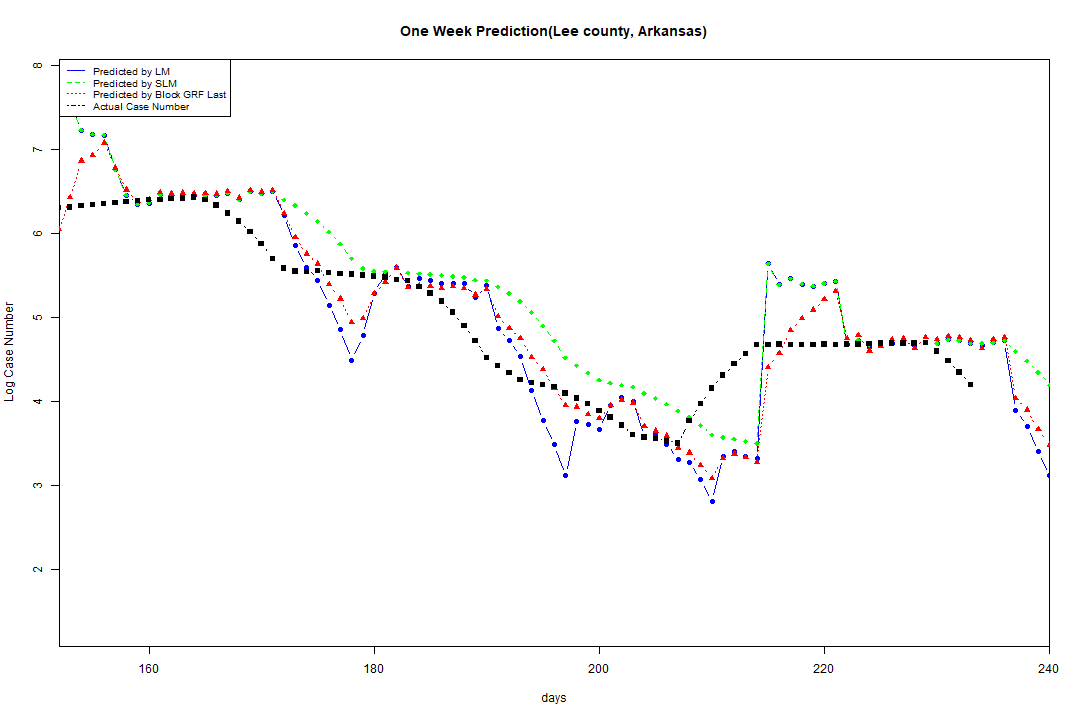 One Week Prediction(Lee county, Arkansas)
Predicted by LM
Predicted by SLM
Predicted by Block GRF Last
Actual Case Number
Log Case Number
8
7
6
5
4
3
2
160 180 200 220 240
days